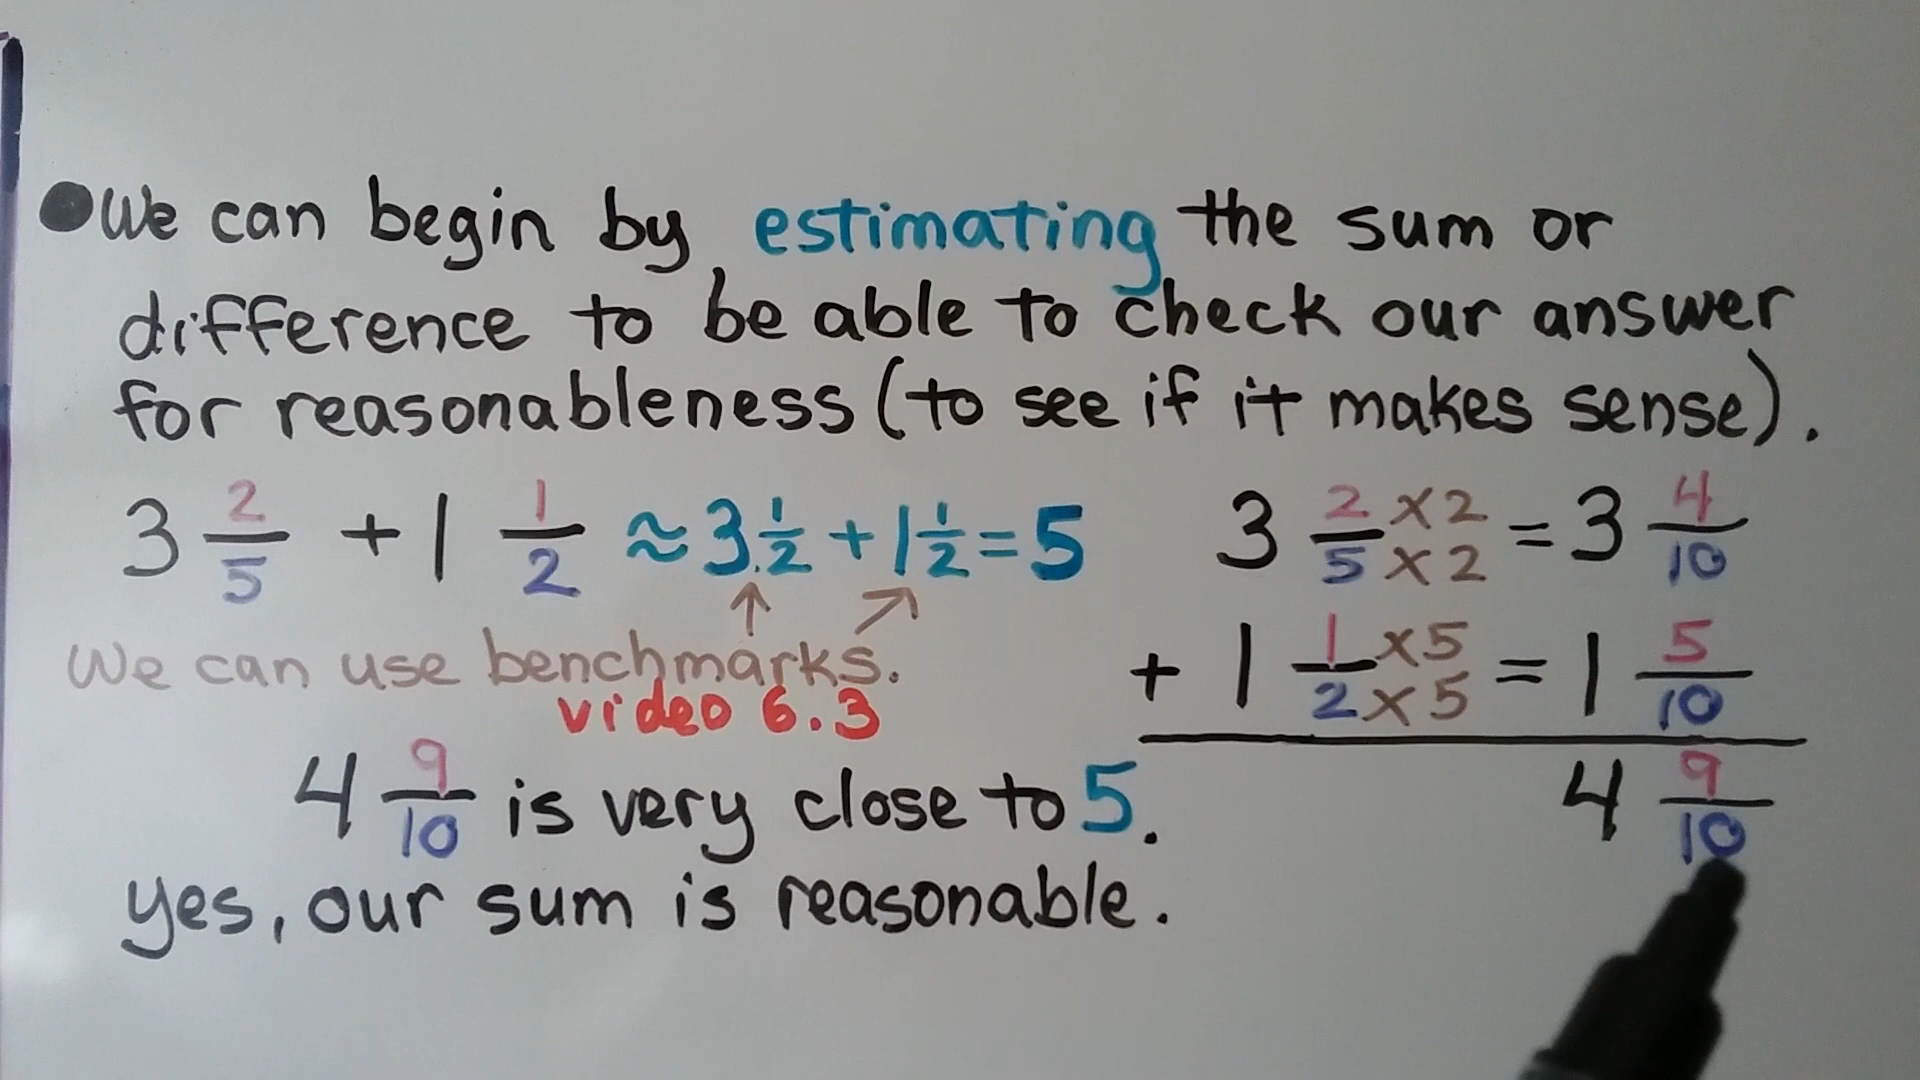 We can begin by estimating the sum or
difference to be able to check our answer
for reasonableness (to see if it makes sense).
3 2/5 + 1 1/2 ≈ 3 1/2 + 1 1/2 = 5
We can use benchmarks.
video 6.3
4 9/10 is very close to 5.
yes, our sum is reasonable.
3 2/5 ×2 ×2 = 3 4/10
+ 1 1/2 ×5 ×5 = 1 5/10
4 9/10